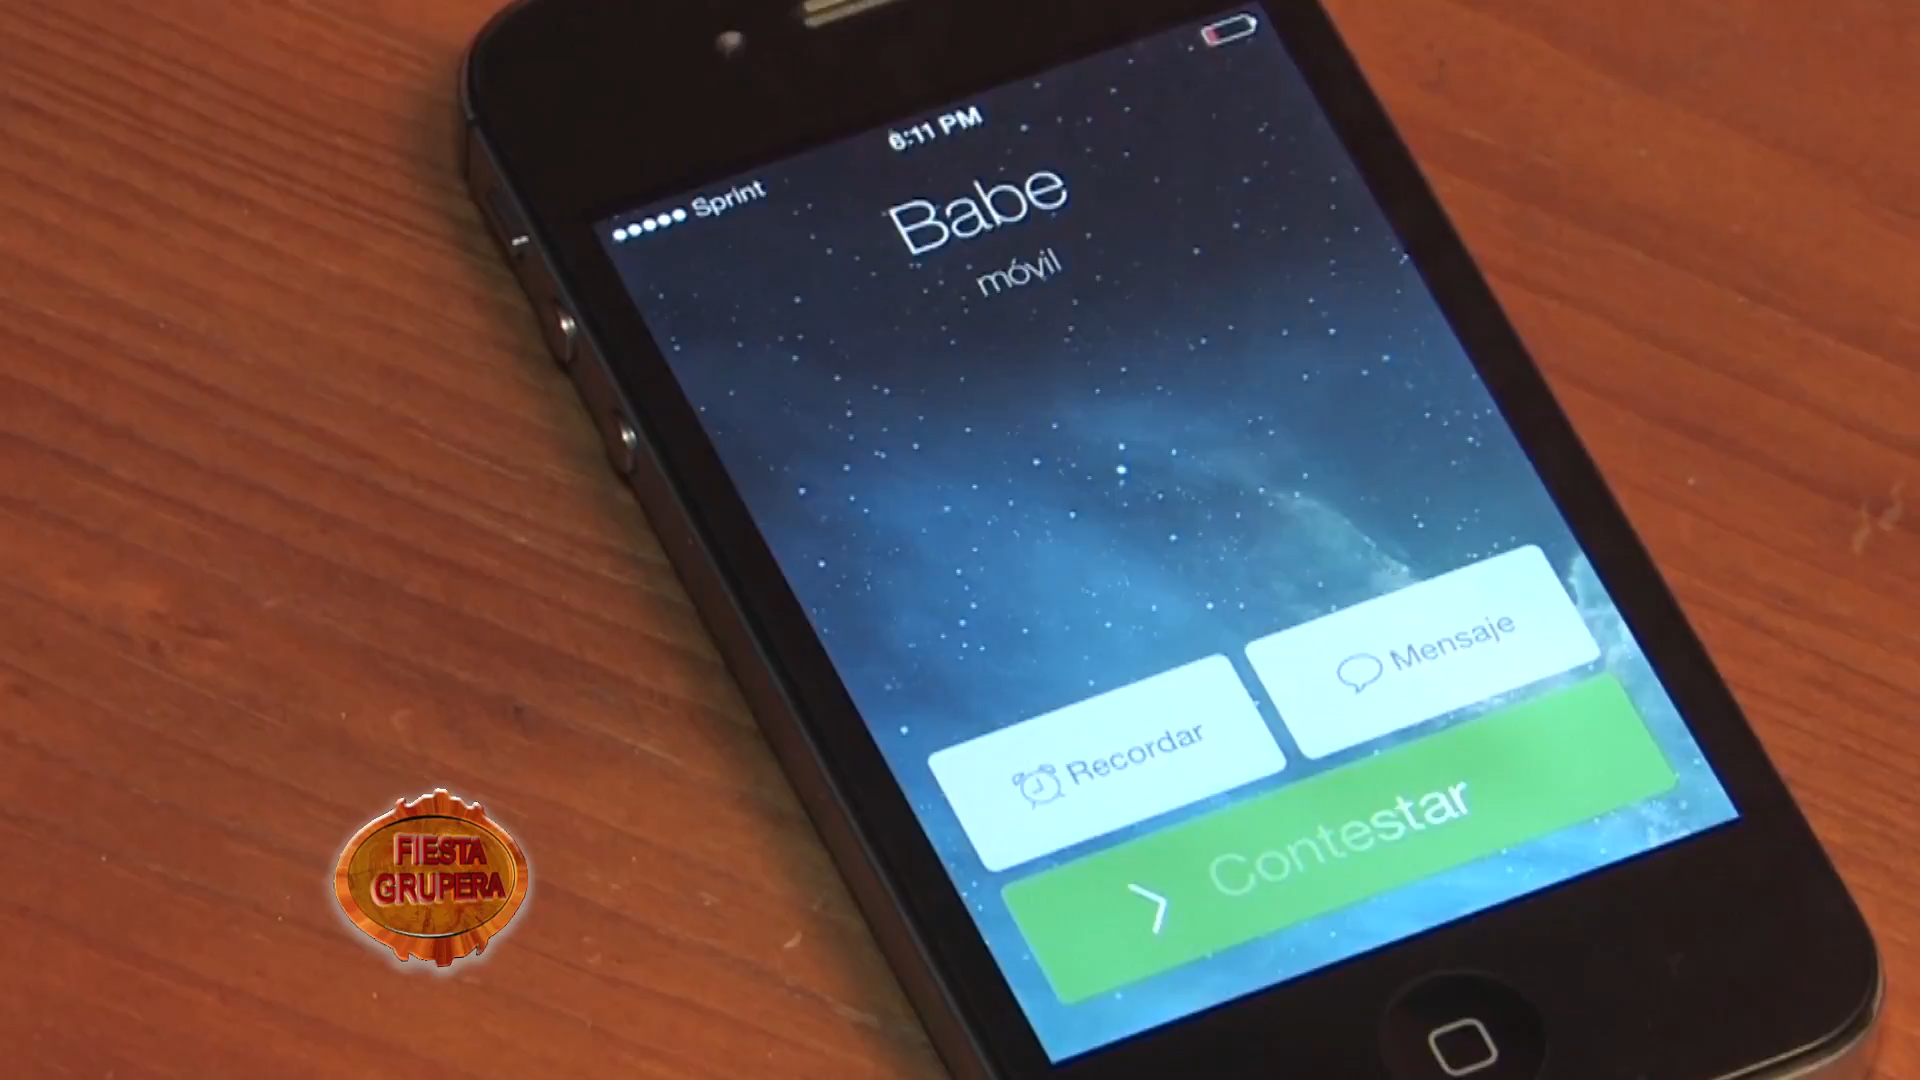 6:11 PM
Sprint
Babe
móvil
Mensaje
Recordar
Contestar
FIESTA
GRUPERA